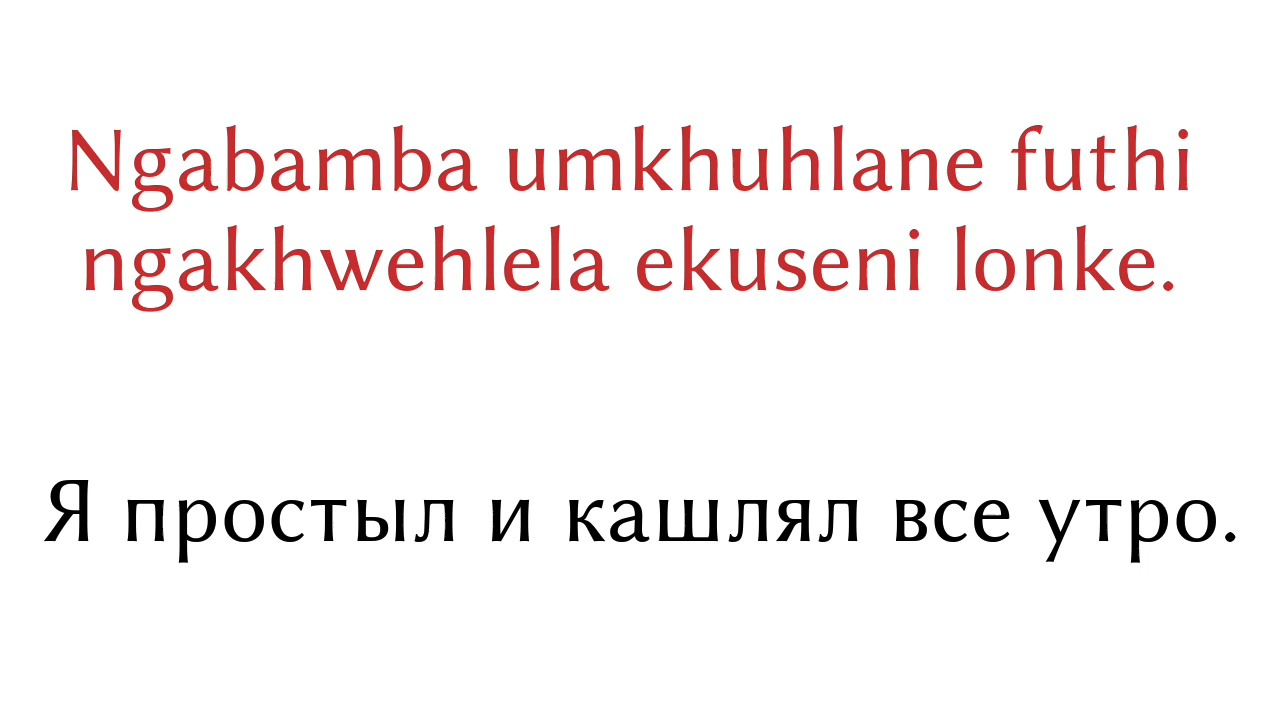 Ngabamba umkhuhlane futhi
ngakhwehlela ekuseni lonke.
Я простыл и кашлял все утро.